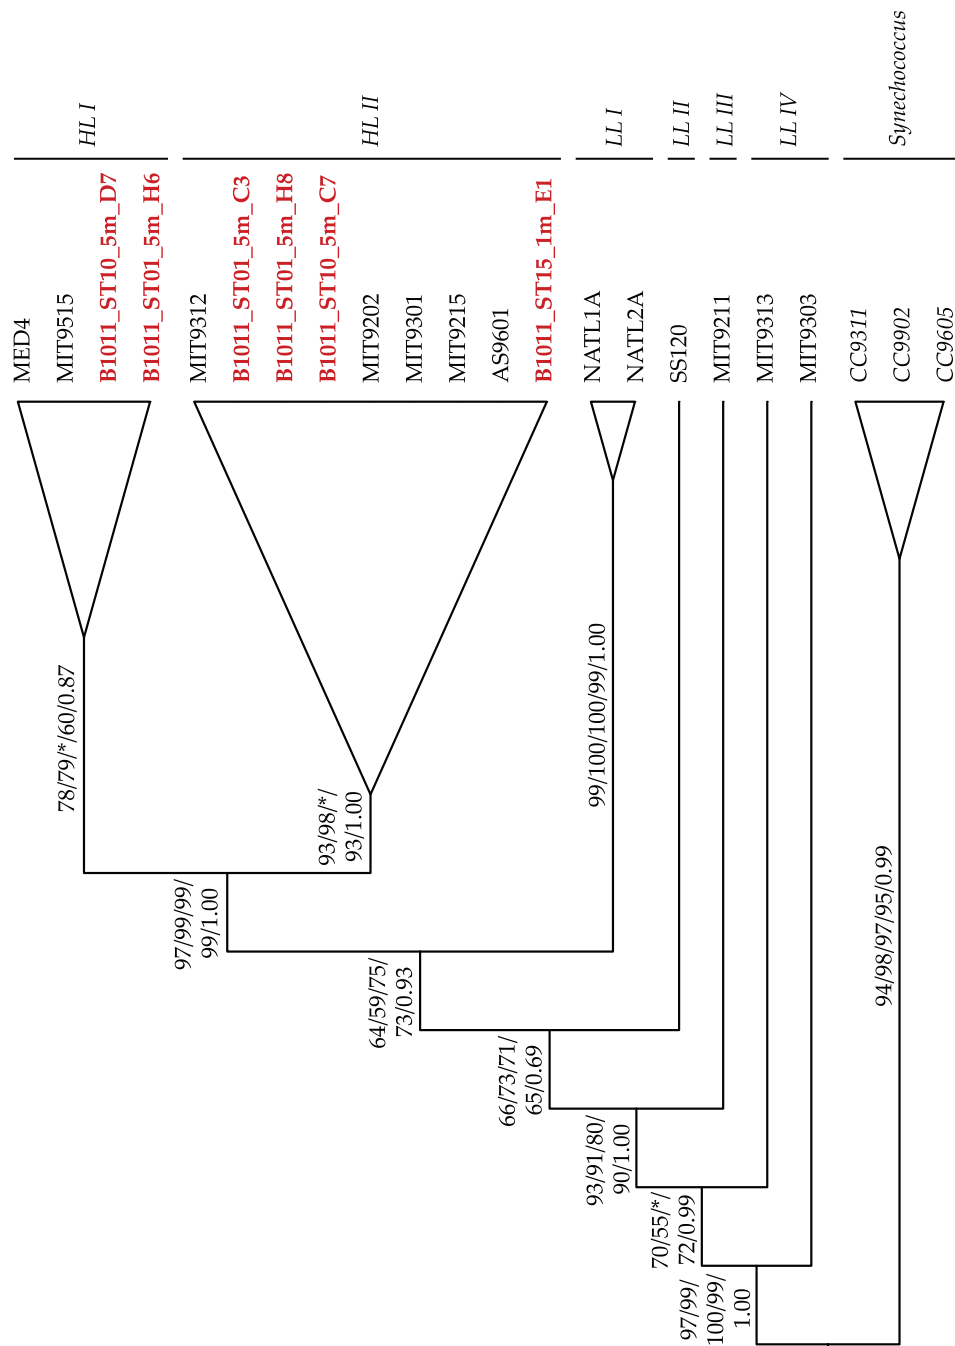 MED4
MIT9515
B1011_ST10_5m_D7
B1011_ST01_5m_H6
MIT9312
B1011_ST01_5m_C3
B1011_ST01_5m_H8
B1011_ST10_5m_C7
MIT9202
MIT9301
MIT9215
AS9601
B1011_ST15_1m_E1
NATL1A
NATL2A
SS120
MIT9211
MIT9313
MIT9303
CC9311
CC9902
CC9605
HL I
HL II
LL I
LL II
LL III
LL IV
Synechococcus
78/79/*/60/0.87
93/98/*/
93/1.00
97/99/99/
99/1.00
99/100/100/99/1.00
64/59/75/
73/0.93
66/73/71/
65/0.69
93/91/80/
90/1.00
70/55/*/
72/0.99
97/99/
100/99/
1.00
94/98/97/95/0.99